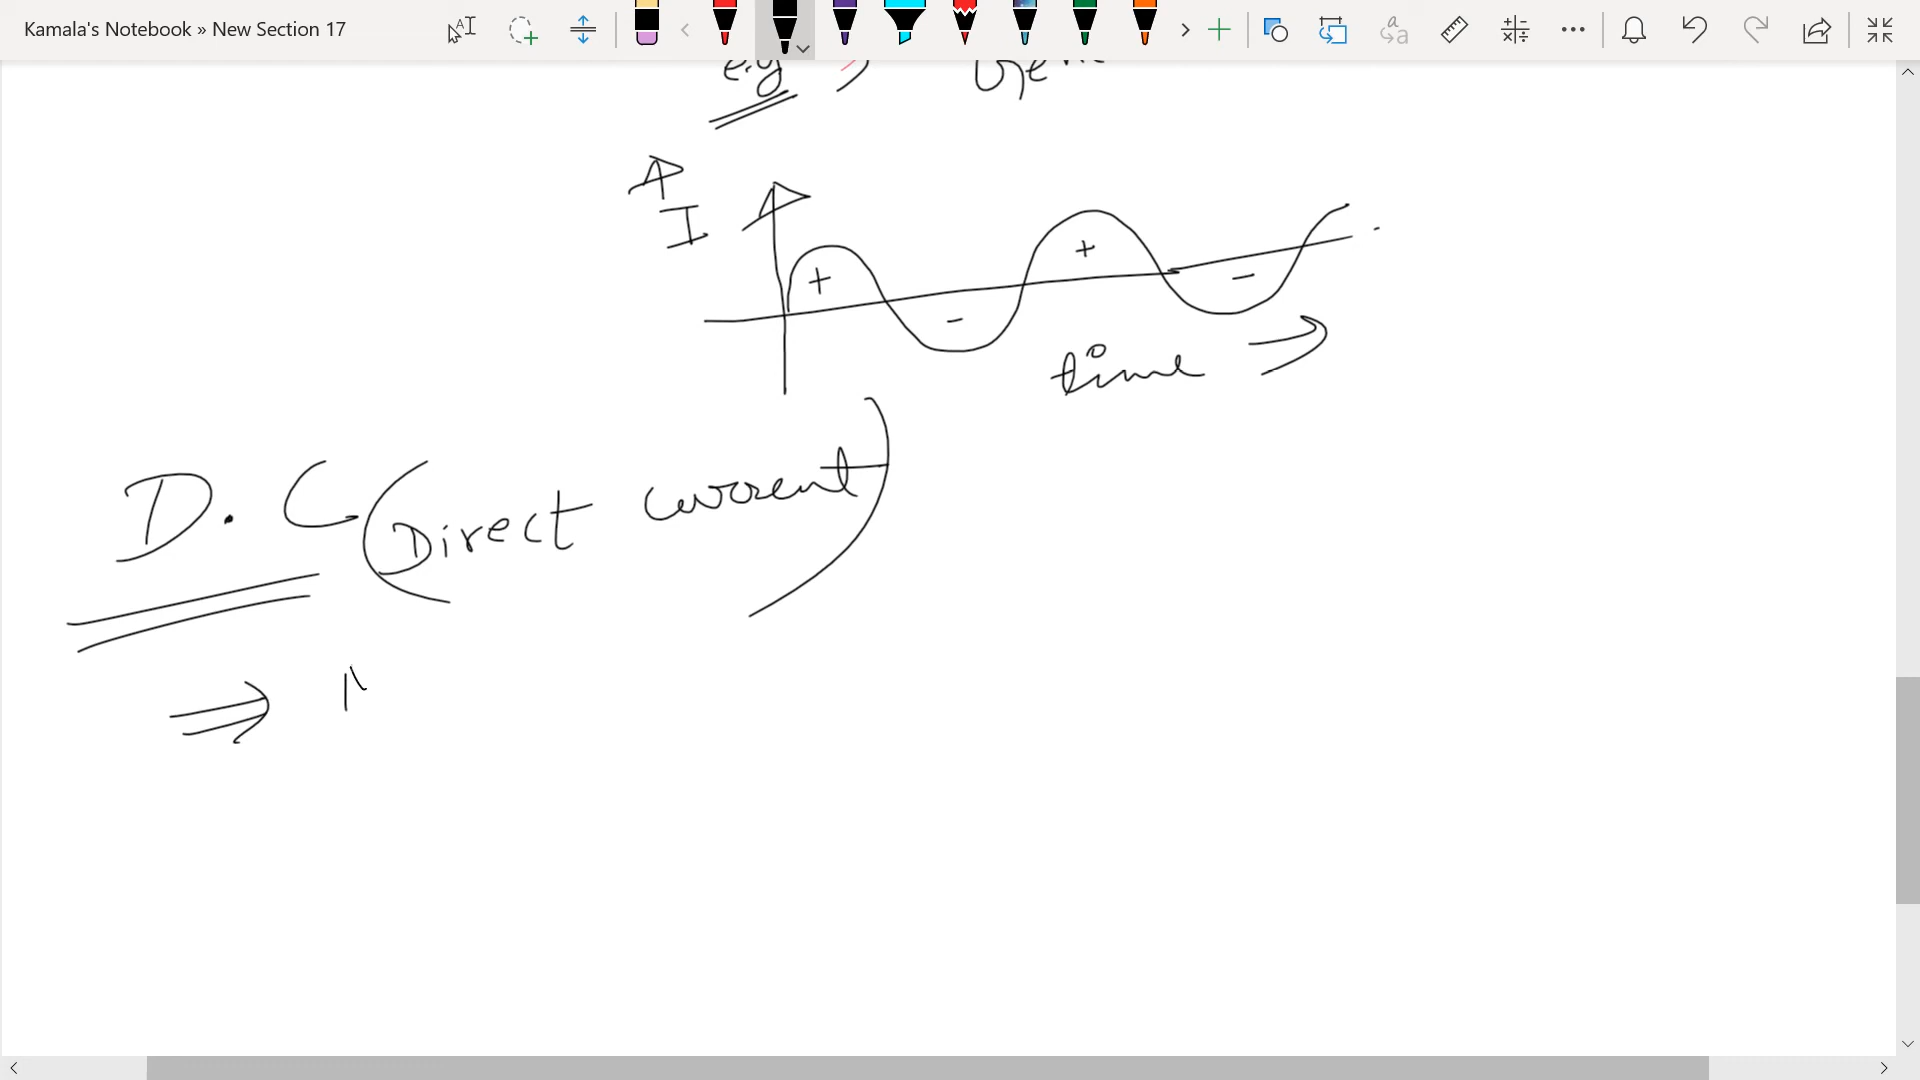 Kamala's Notebook » New Section 17
e.g
I
+ - + -
time
D. C (Direct current)